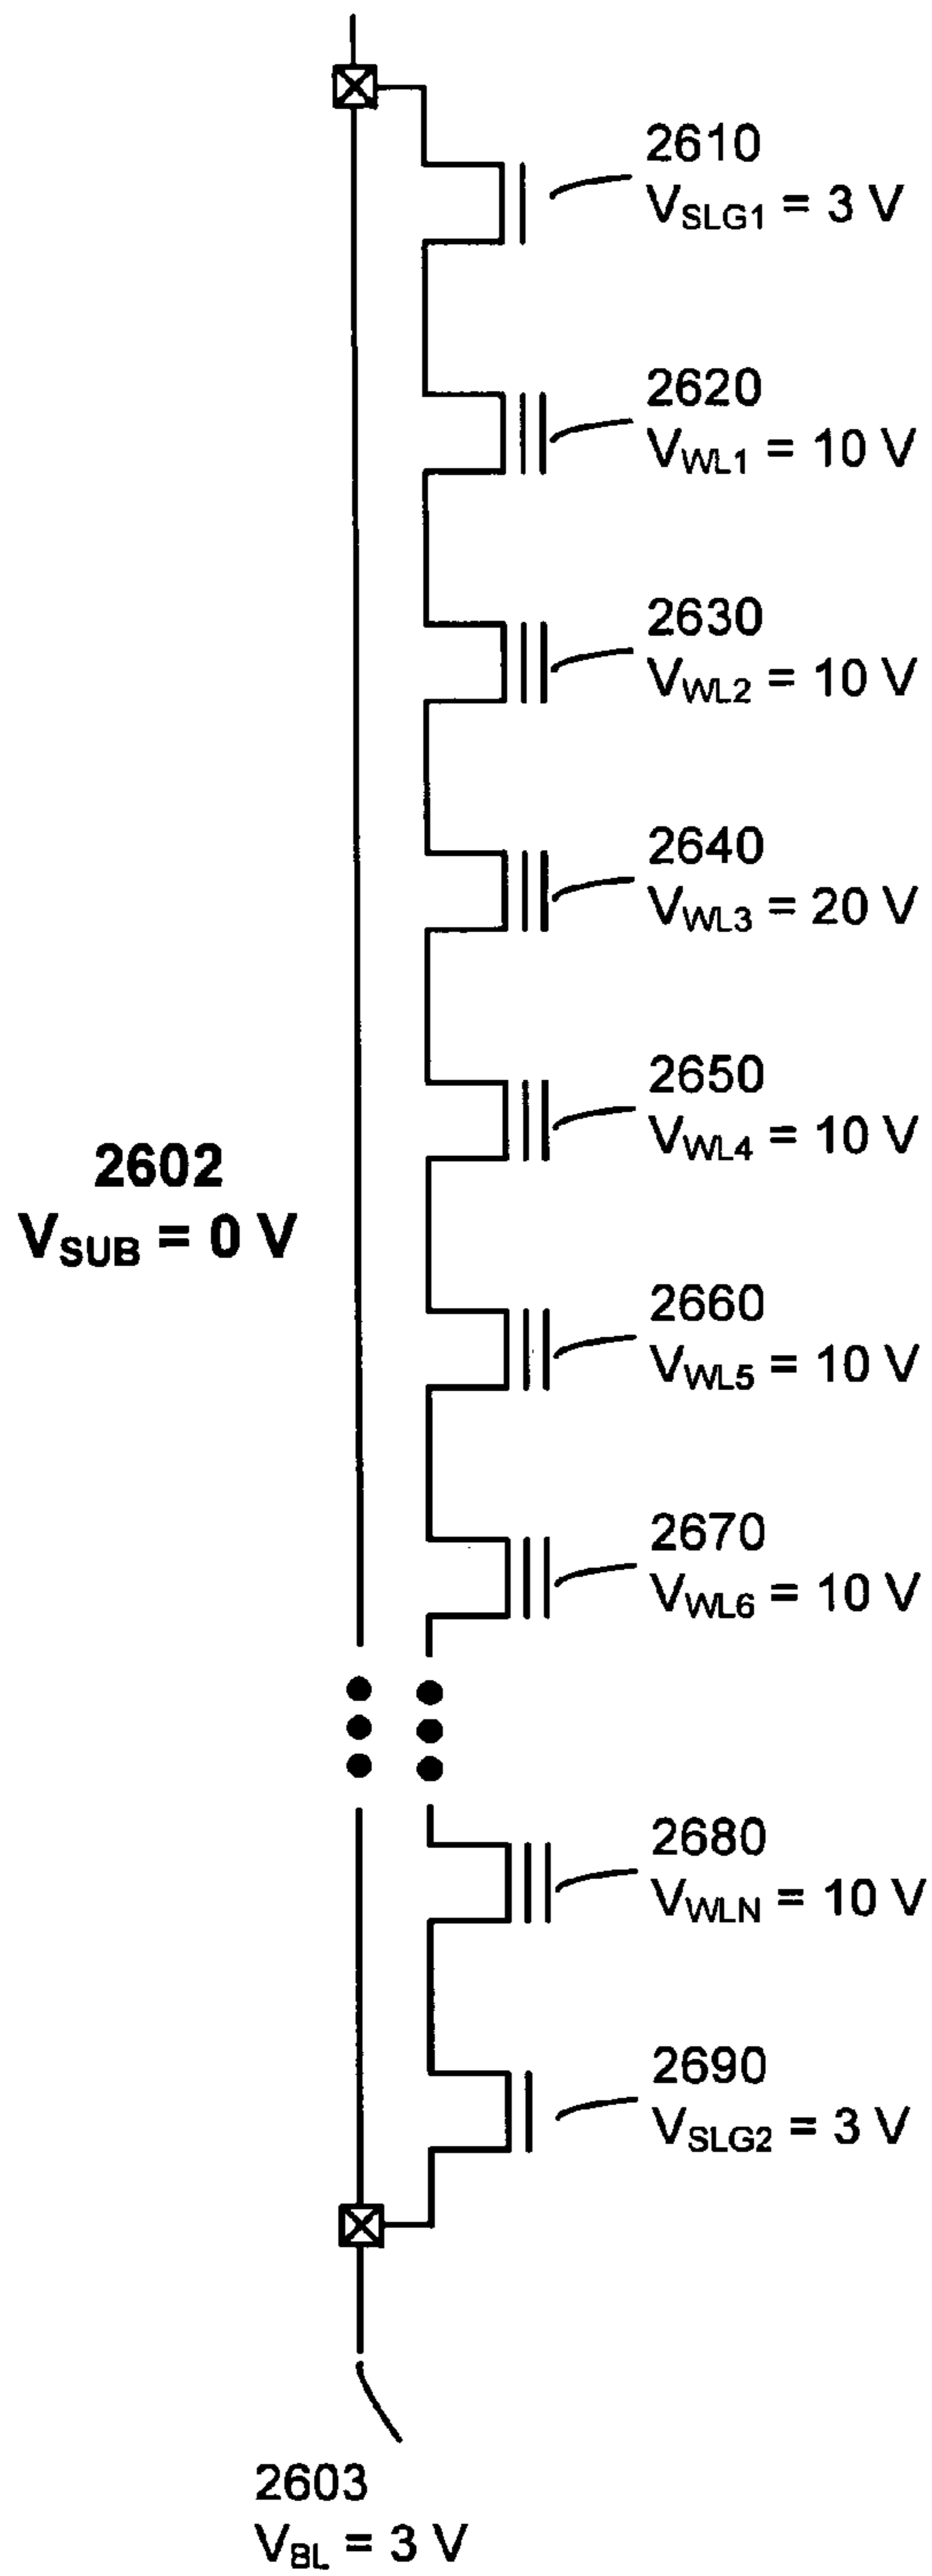 2610
VSLG1 = 3 V
2620
VWL1 = 10 V
2630
VWL2 = 10 V
2640
VWL3 = 20 V
2650
VWL4 = 10 V
2602
VSUB = 0 V
2660
VWL5 = 10 V
2670
VWL6 = 10 V
2680
VWLN = 10 V
2690
VSLG2 = 3 V
2603
VBL = 3 V